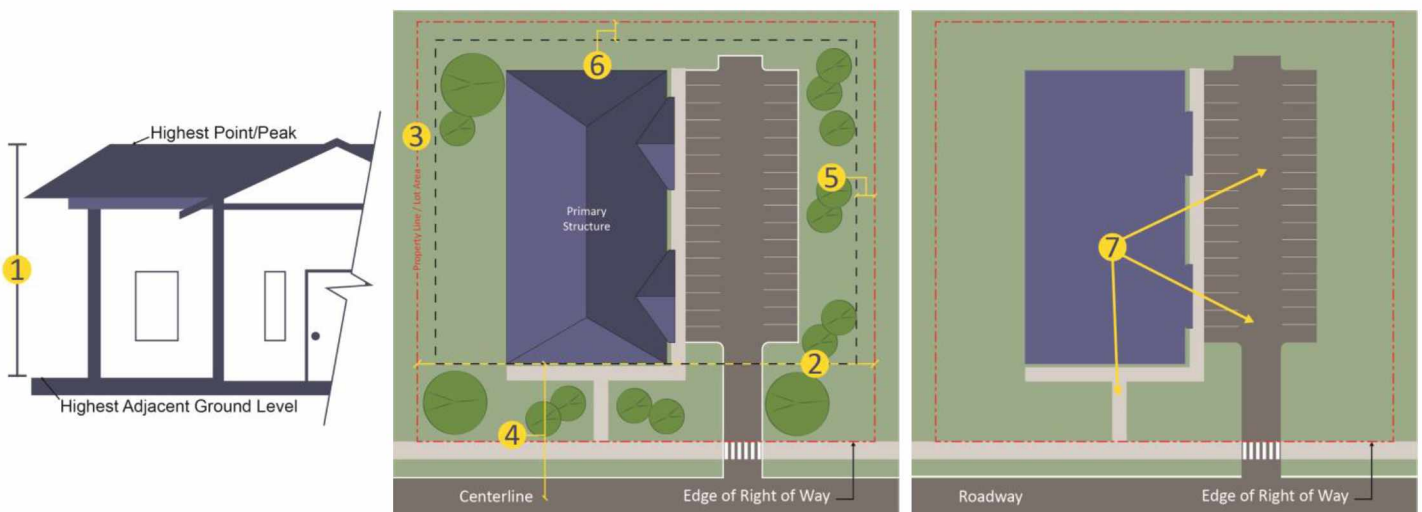 Highest Point/Peak
1
Highest Adjacent Ground Level
6
3
Property Line / Lot Area
5
Primary
Structure
2
4
Centerline
Edge of Right of Way
7
Roadway
Edge of Right of Way